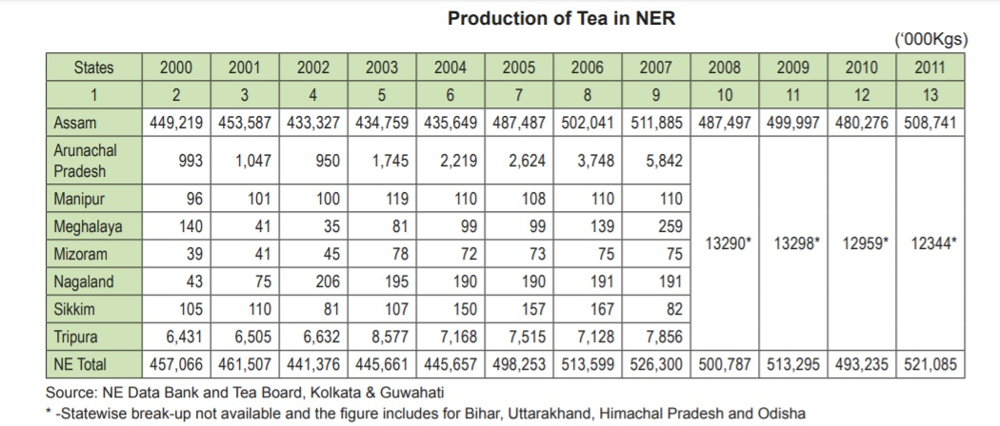 Production of Tea in NER
(‘000Kgs)
States 2000 2001 2002 2003 2004 2005 2006 2007 2008 2009 2010 2011
1 2 3 4 5 6 7 8 9 10 11 12 13
Assam 449,219 453,587 433,327 434,759 435,649 487,487 502,041 511,885 487,497 499,997 480,276 508,741
Arunachal
Pradesh 993 1,047 950 1,745 2,219 2,624 3,748 5,842
Manipur 96 101 100 119 110 108 110 110
Meghalaya 140 41 35 81 99 99 139 259
13290* 13298* 12959* 12344*
Mizoram 39 41 45 78 72 73 75 75
Nagaland 43 75 206 195 190 190 191 191
Sikkim 105 110 81 107 150 157 167 82
Tripura 6,431 6,505 6,632 8,577 7,168 7,515 7,128 7,856
NE Total 457,066 461,507 441,376 445,661 445,657 498,253 513,599 526,300 500,787 513,295 493,235 521,085
Source: NE Data Bank and Tea Board, Kolkata & Guwahati
* -Statewise break-up not available and the figure includes for Bihar, Uttarakhand, Himachal Pradesh and Odisha